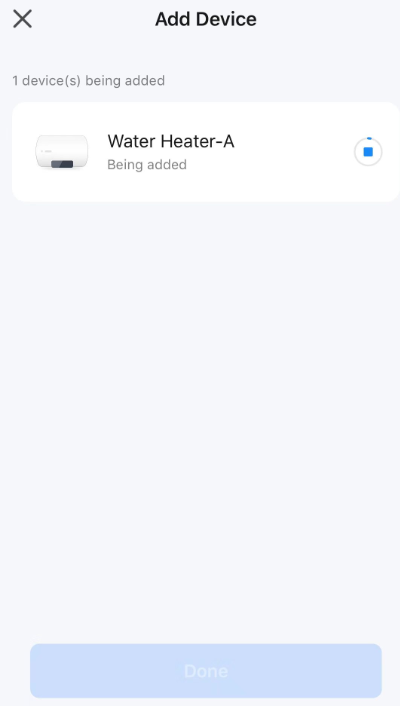 Add Device
1 device(s) being added
Water Heater-A
Being added
Done